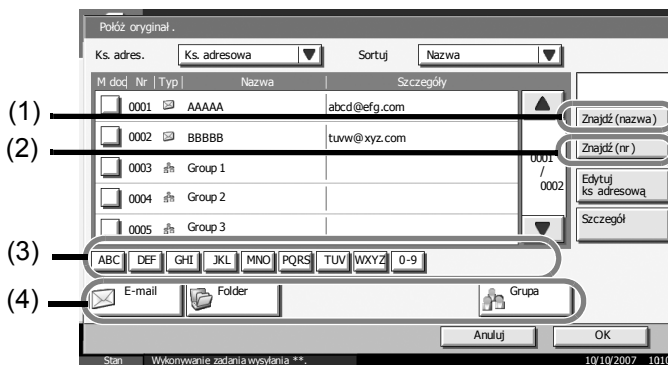 Połóż oryginał .
Ks. adres. Ks. adresowa Sortuj Nazwa
M doc Nr Typ Nazwa Szczegóły
0001 AAAAA abcd@efg.com
0002 BBBBB tuvw@xyz.com
0003 Group 1
0004 Group 2
0005 Group 3
0001
/
0002
(1) Znajdź (nazwa)
(2) Znajdź (nr)
Edytuj
ks adresową
Szczegół
(3) ABC DEF GHI JKL MNO PQRS TUV WXYZ 0-9
(4) E-mail Folder Grupa
Anuluj OK
Stan Wykonywanie zadania wysyłania **. 10/10/2007 1010